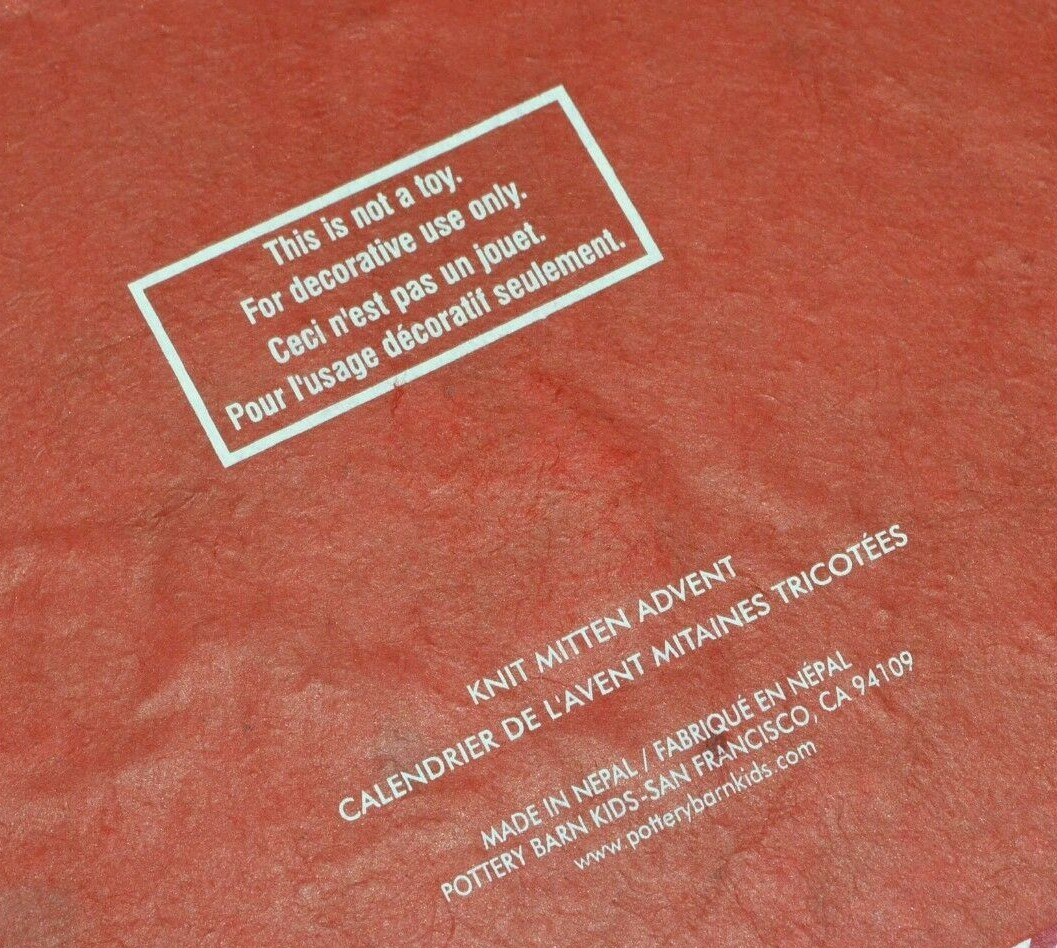 This is not a toy.
For decorative use only.
Ceci n'est pas un jouet.
Pour l'usage décoratif seulement.
KNIT MITTEN ADVENT
CALENDRIER DE L'AVENT MITAINES TRICOTÉES
MADE IN NEPAL / FABRIQUÉ EN NÉPAL
POTTERY BARN KIDS-SAN FRANCISCO, CA 94109
www.potterybarnkids.com